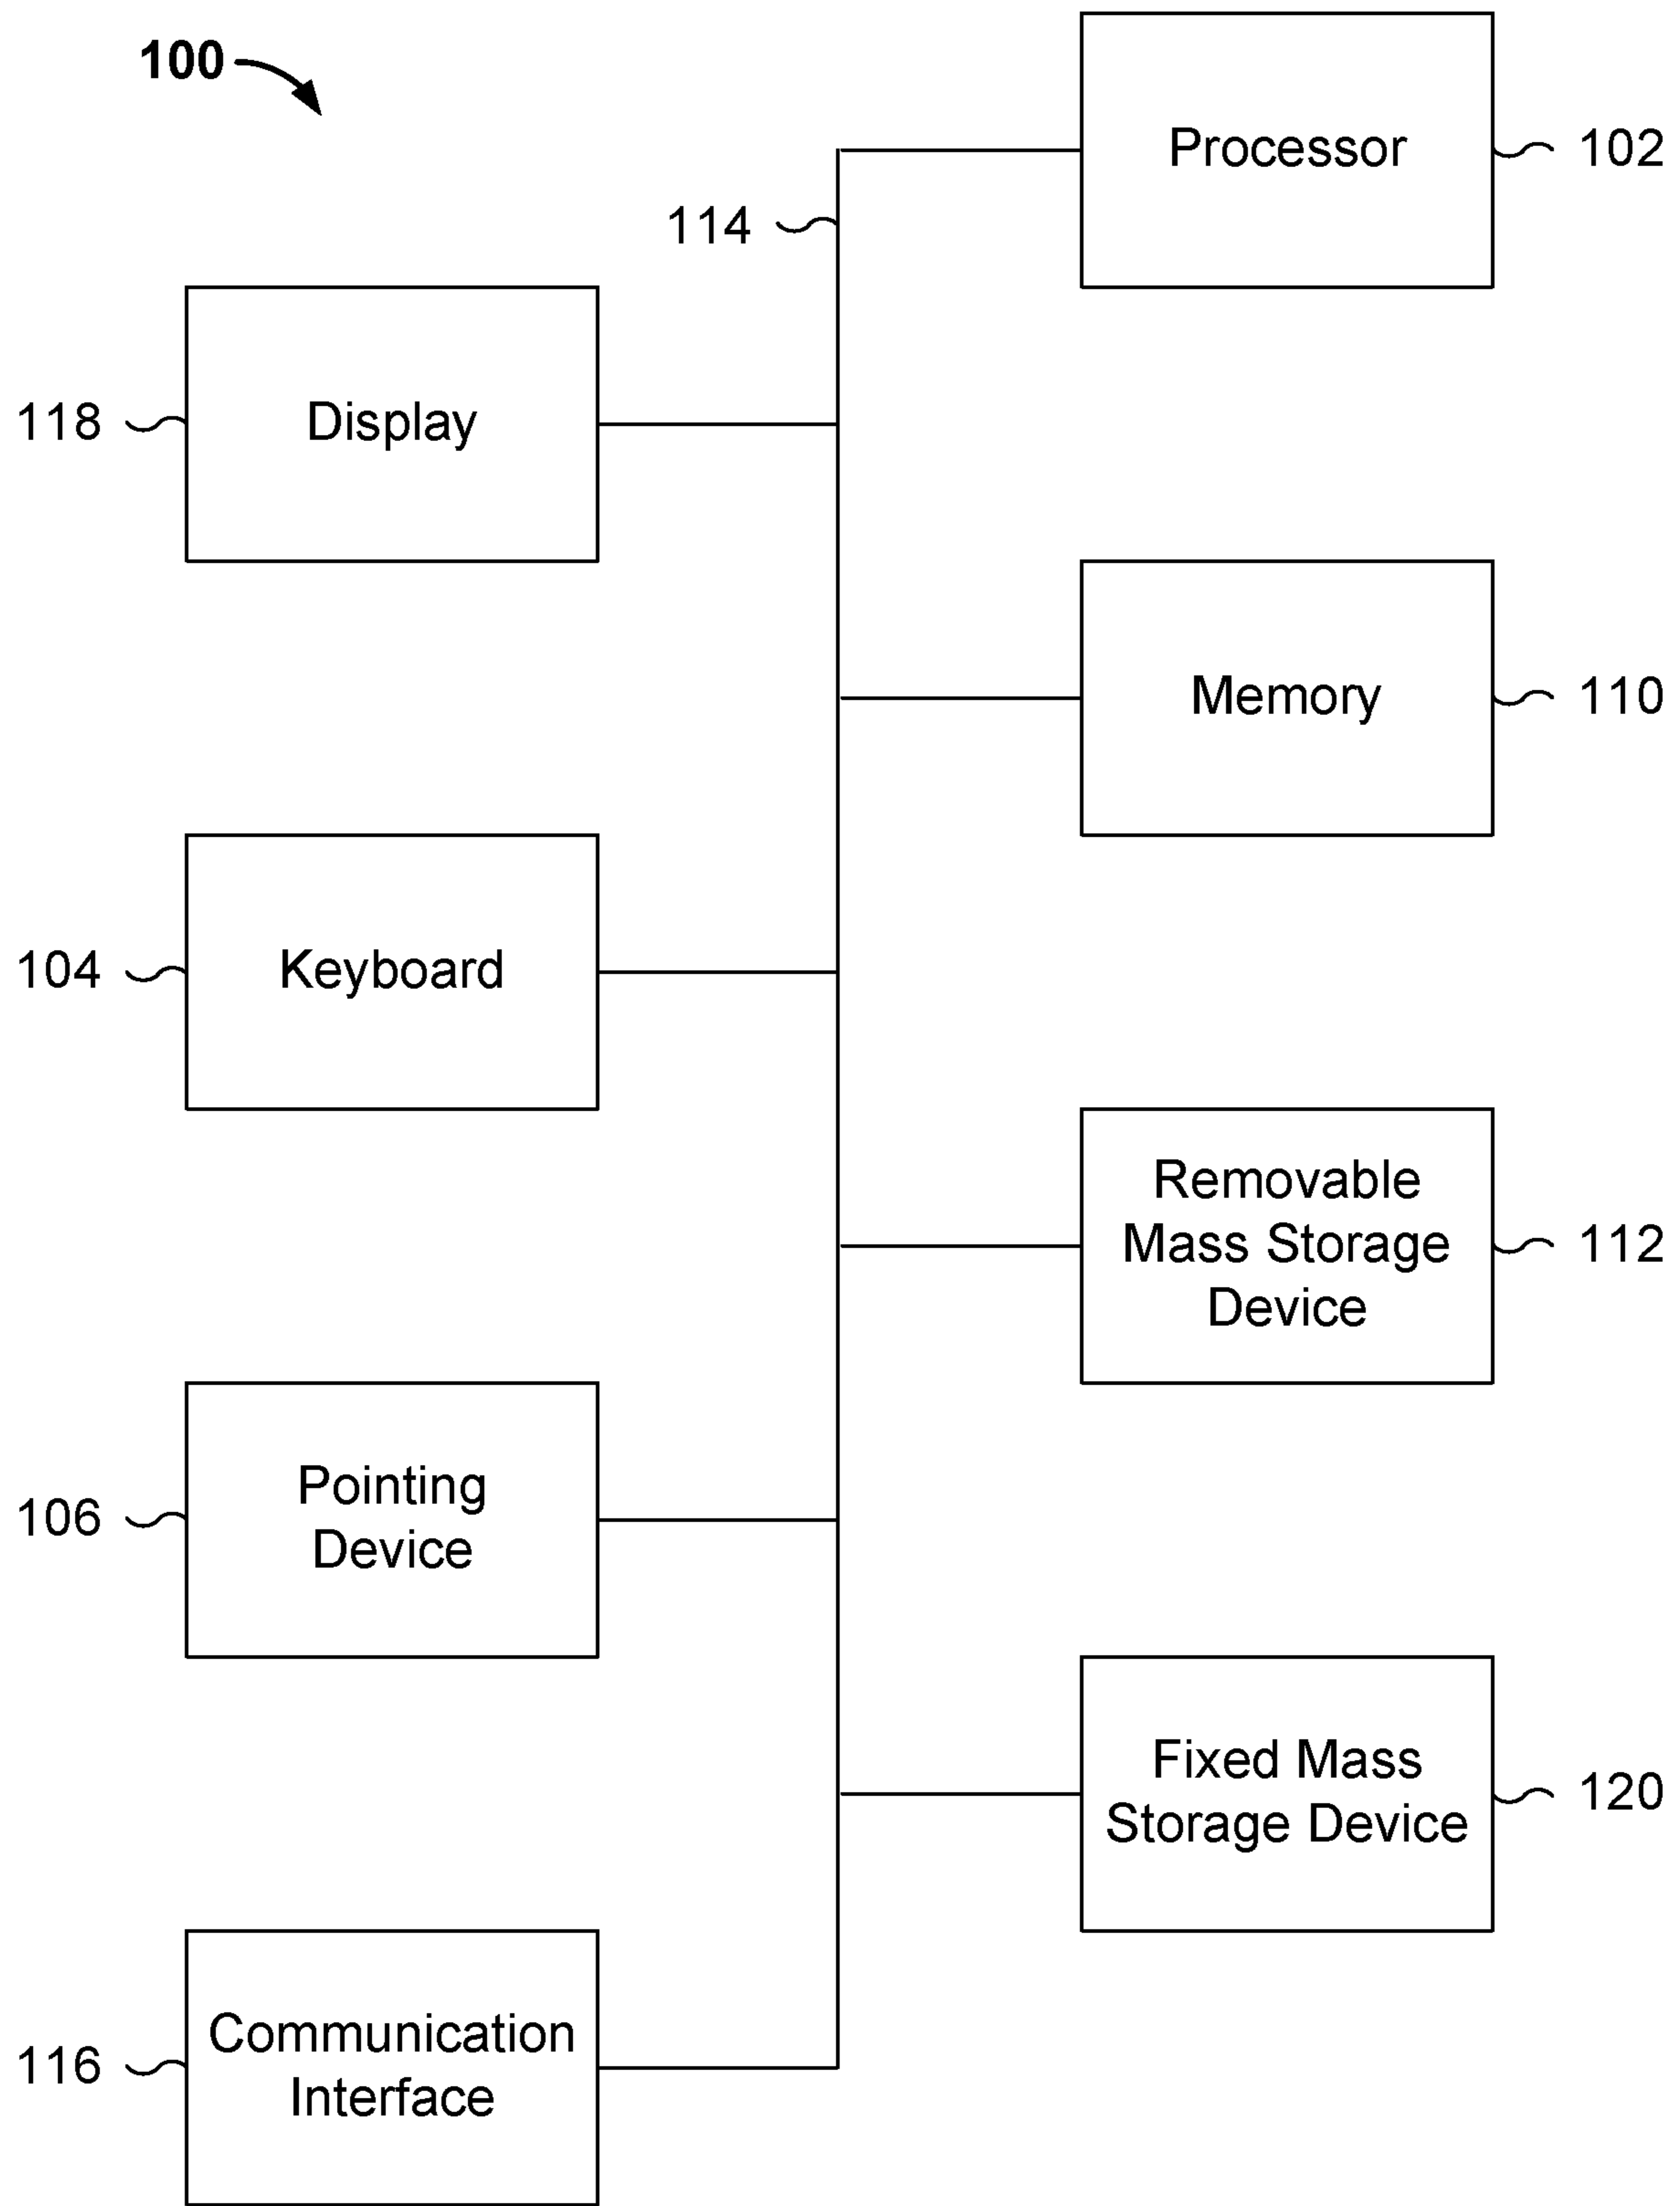 100
Processor
102
114
118
Display
Memory
110
104
Keyboard
Removable
Mass Storage
Device
112
106
Pointing
Device
Fixed Mass
Storage Device
120
116
Communication
Interface